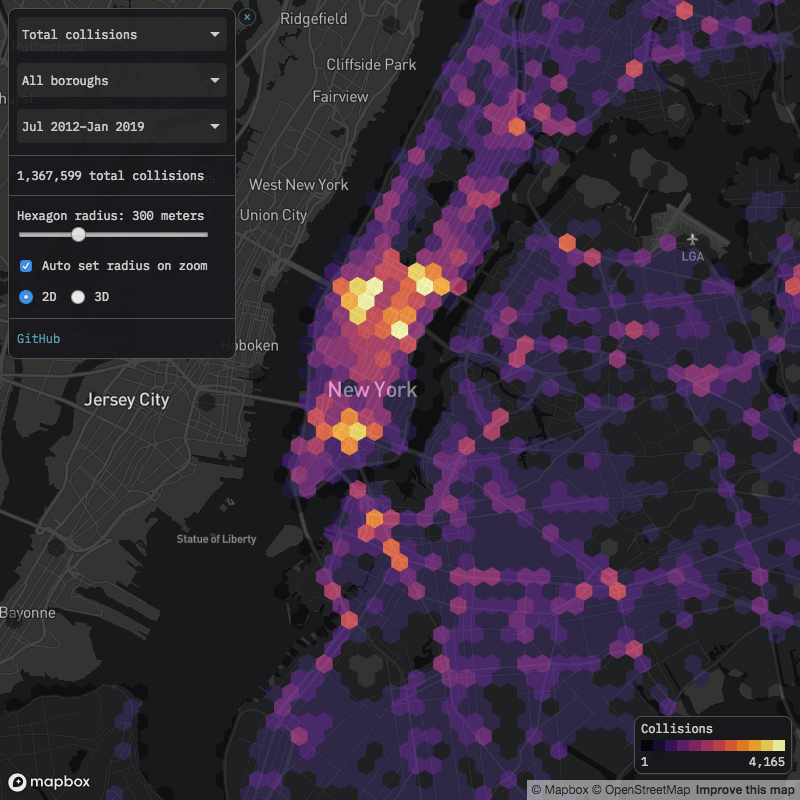 Total collisions
All boroughs
Jul 2012–Jan 2019
1,367,599 total collisions
Hexagon radius: 300 meters
Auto set radius on zoom
2D
3D
GitHub
Ridgefield
Cliffside Park
Fairview
Rutherford
West New York
Union City
LGA
Hoboken
New York
Jersey City
Statue of Liberty
Bayonne
Collisions
1
4,165
mapbox
© Mapbox © OpenStreetMap Improve this map